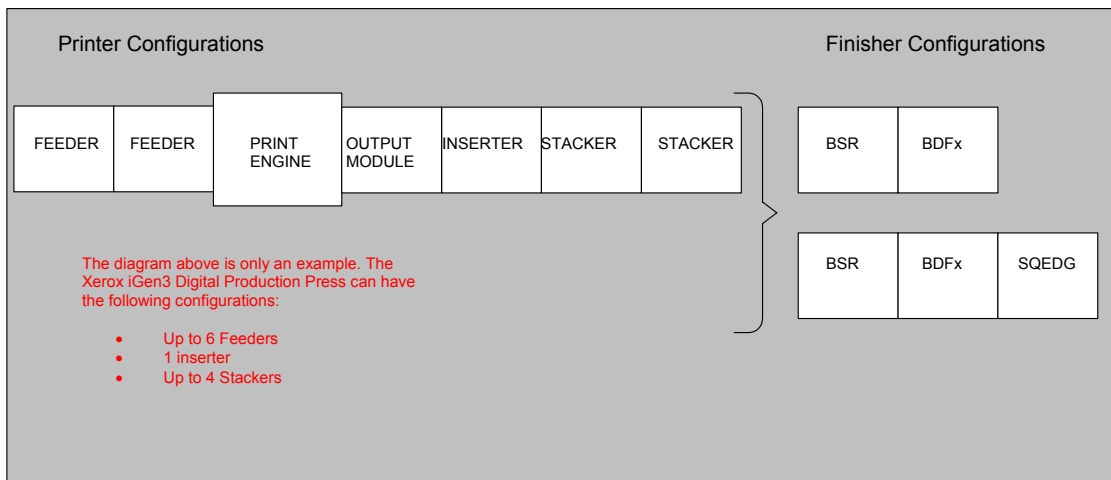 Printer Configurations
Finisher Configurations
FEEDER
FEEDER
PRINT
ENGINE
OUTPUT
MODULE
INSERTER
STACKER
STACKER
BSR
BDFx
BSR
BDFx
SQEDG
The diagram above is only an example. The
Xerox iGen3 Digital Production Press can have
the following configurations:
• Up to 6 Feeders
• 1 inserter
• Up to 4 Stackers